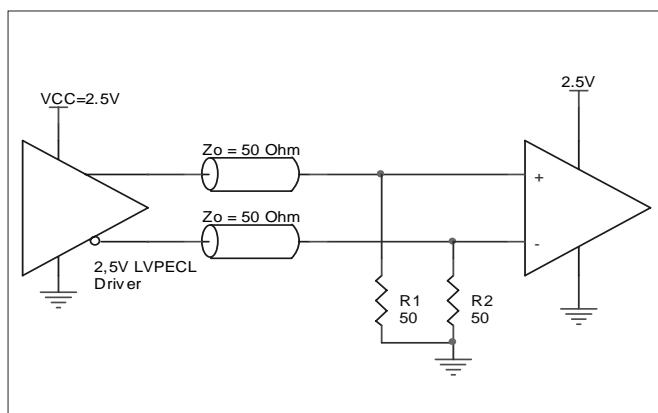 VCC=2.5V
2.5V
Zo = 50 Ohm
+
Zo = 50 Ohm
-
2,5V LVPECL
Driver
R1
50
R2
50